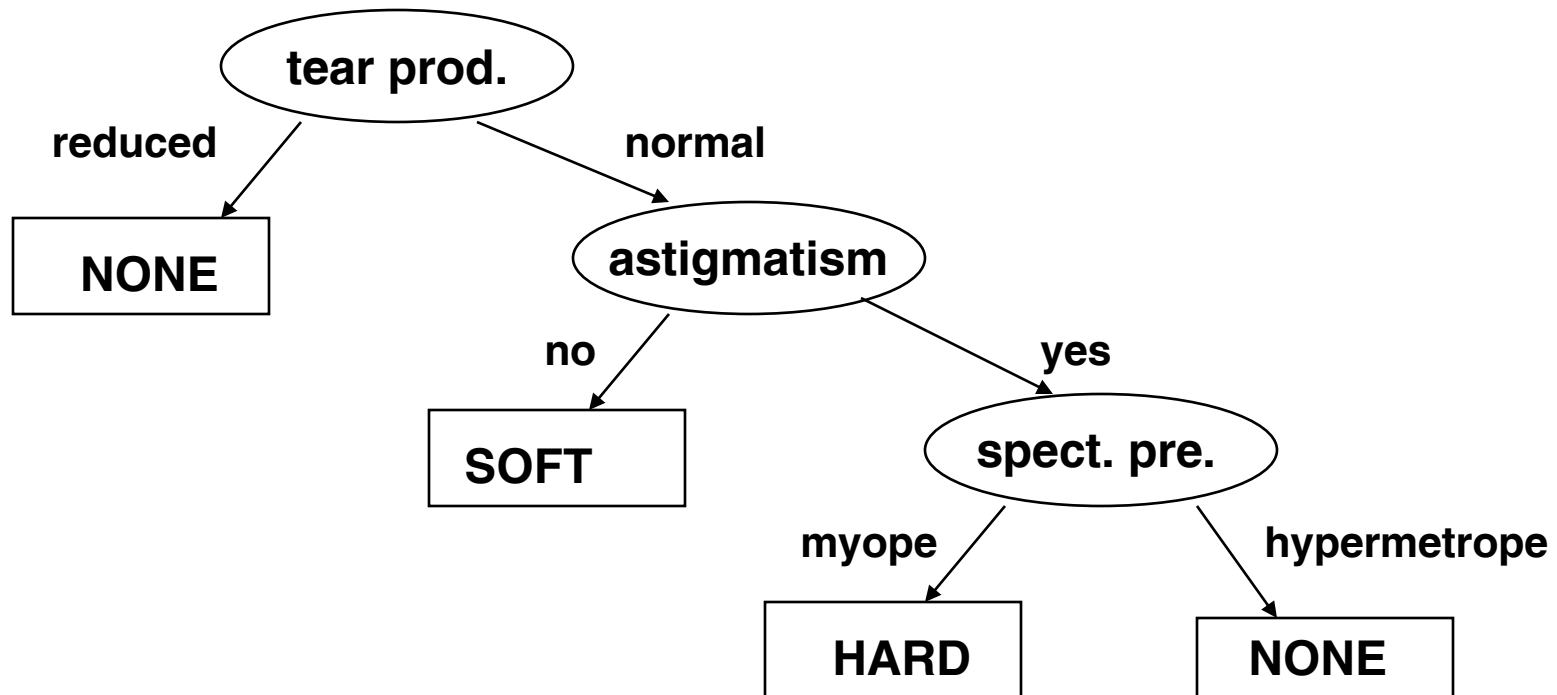 tear prod.
reduced
normal
NONE
astigmatism
no
yes
SOFT
spect. pre.
myope
hypermetrope
HARD
NONE